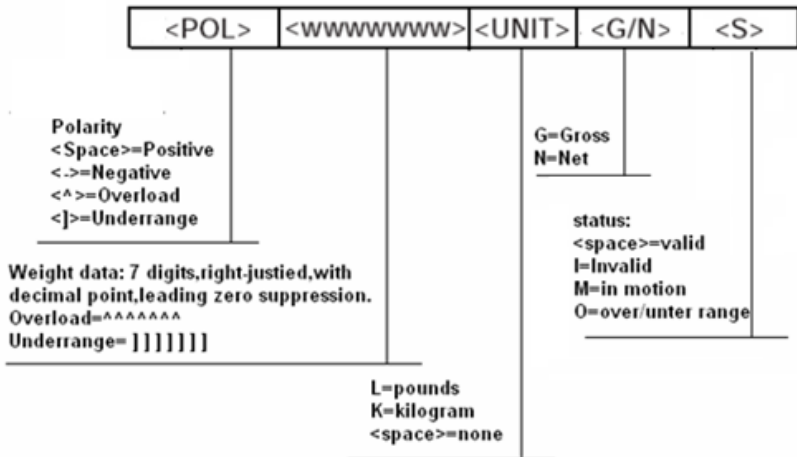 <POL> <wwwwwww> <UNIT> <G/N> <S>
Polarity
<Space>=Positive
<->=Negative
<^>=Overload
<]>=Underrange
G=Gross
N=Net
status:
<space>=valid
I=Invalid
M=in motion
O=over/unter range
Weight data: 7 digits,right-justied,with
decimal point,leading zero suppression.
Overload=^^^^^^^
Underrange= ] ] ] ] ] ] ]
L=pounds
K=kilogram
<space>=none